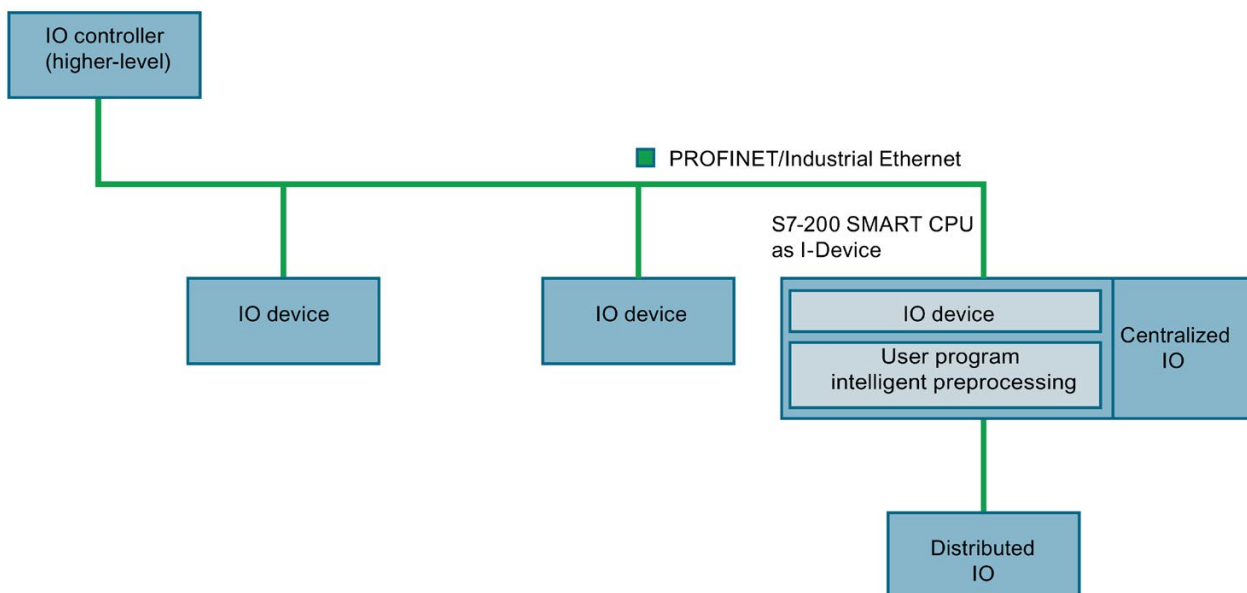 IO controller
(higher-level)
PROFINET/Industrial Ethernet
S7-200 SMART CPU
as I-Device
IO device
IO device
IO device
User program
intelligent preprocessing
Centralized
IO
Distributed
IO